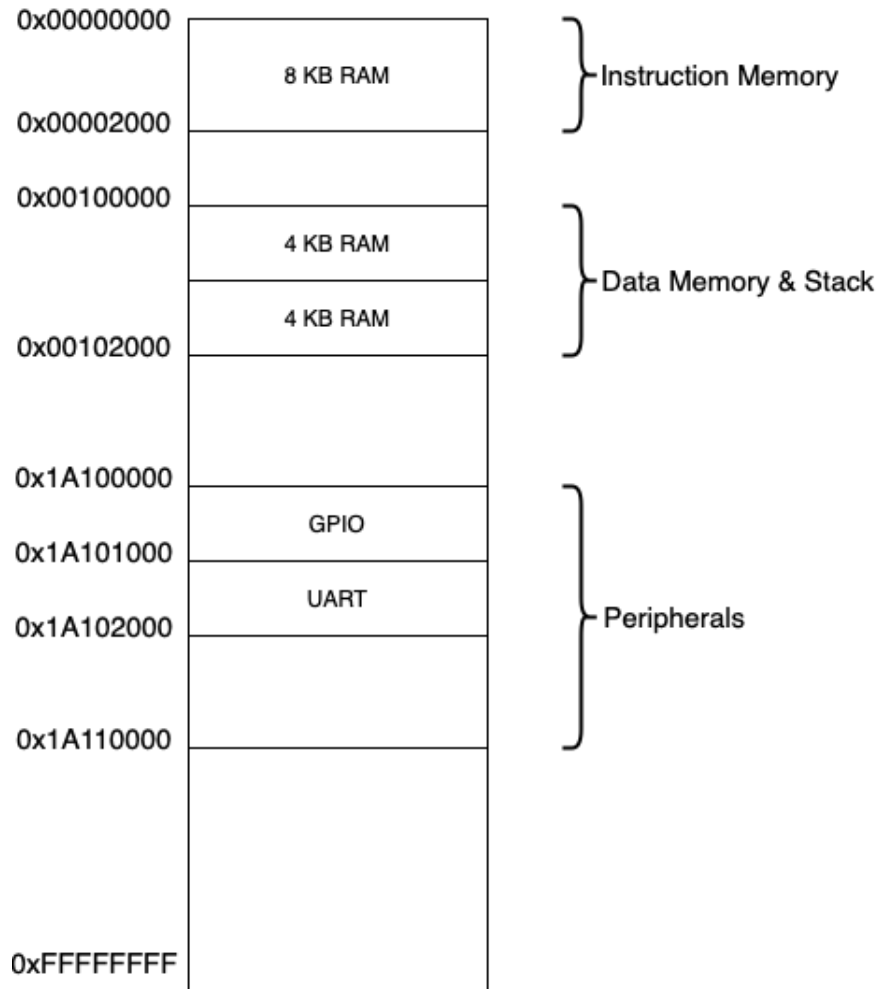 0x00000000
8 KB RAM
Instruction Memory
0x00002000
0x00100000
4 KB RAM
Data Memory & Stack
4 KB RAM
0x00102000
0x1A100000
GPIO
0x1A101000
UART
Peripherals
0x1A102000
0x1A110000
0xFFFFFFFF